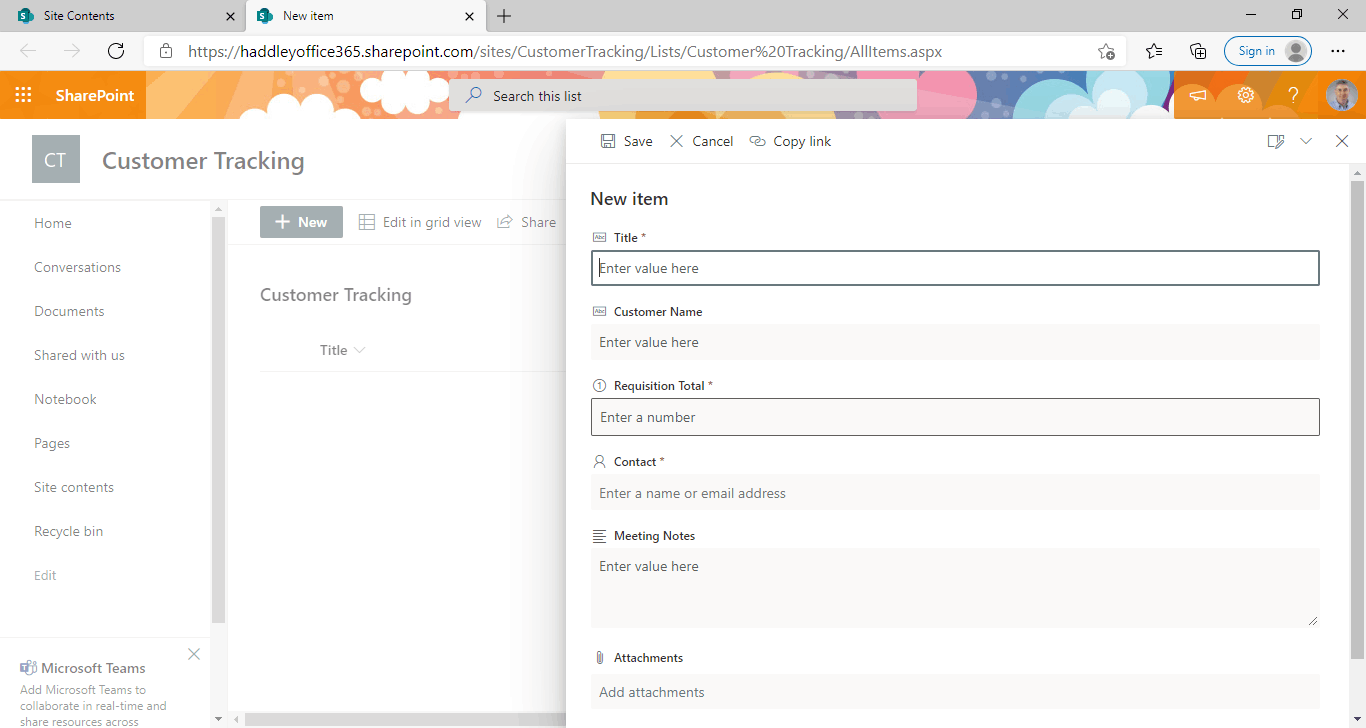 Site Contents
New item
https://haddleyoffice365.sharepoint.com/sites/CustomerTracking/Lists/Customer%20Tracking/AllItems.aspx
Sign in
SharePoint
Search this list
?
CT
Customer Tracking
Home
Conversations
Documents
Shared with us
Notebook
Pages
Site contents
Recycle bin
Edit
Microsoft Teams
Add Microsoft Teams to
collaborate in real-time and
share resources across
New
Edit in grid view
Share
Customer Tracking
Title
Save
Cancel
Copy link
New item
Abc Title *
Enter value here
Abc Customer Name
Enter value here
1 Requisition Total *
Enter a number
Contact *
Enter a name or email address
Meeting Notes
Enter value here
Attachments
Add attachments